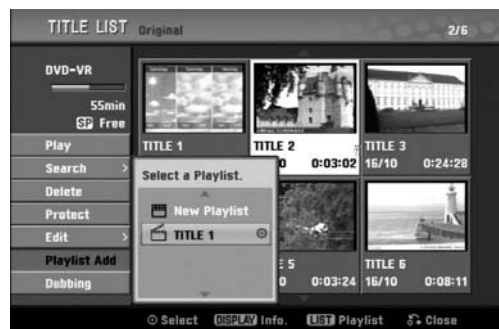 TITLE LIST Original 2/6
DVD-VR
55min
SP Free
Play
Search >
Delete
Protect
Edit >
Playlist Add
Dubbing
TITLE 1
TITLE 2
0 0:03:02
TITLE 3
16/10 0:24:28
Select a Playlist.
New Playlist
TITLE 1
E 5
0 0:03:24
TITLE 6
16/10 0:08:11
Select DISPLAY Info. LIST Playlist Close